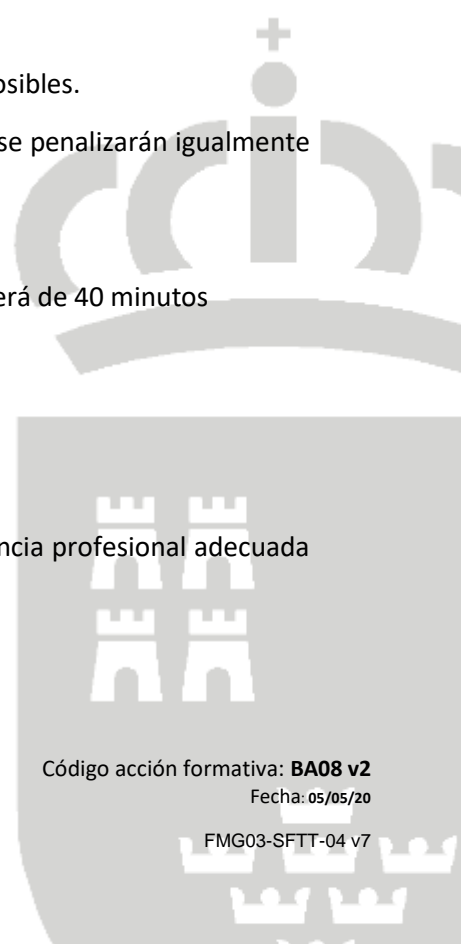 osibles.
se penalizarán igualmente
erá de 40 minutos
ncia profesional adecuada
Código acción formativa: BA08 v2
Fecha: 05/05/20
FMG03-SFTT-04 v7